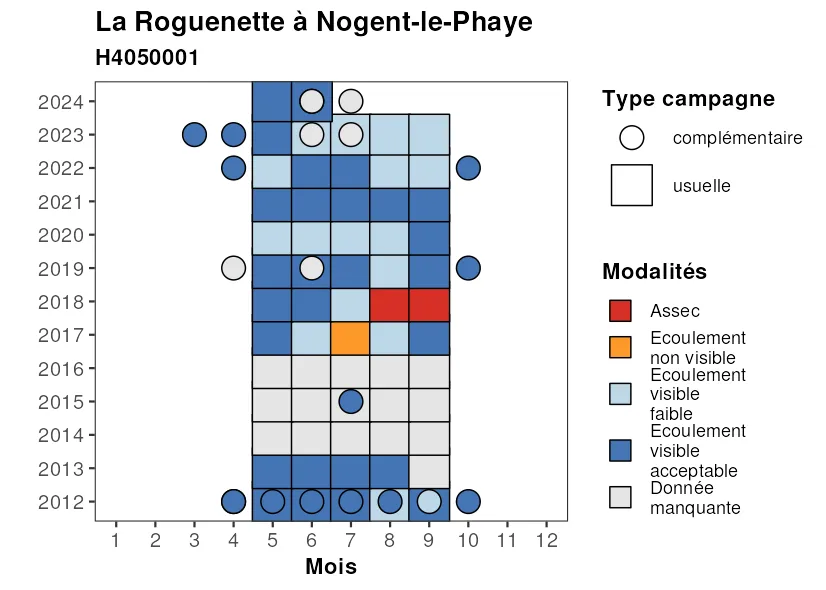 La Roguenette à Nogent-le-Phaye
H4050001
2024
2023
2022
2021
2020
2019
2018
2017
2016
2015
2014
2013
2012
1 2 3 4 5 6 7 8 9 10 11 12
Mois
Type campagne
complémentaire
usuelle
Modalités
Assec
Ecoulement
non visible
Ecoulement
visible
faible
Ecoulement
visible
acceptable
Donnée
manquante